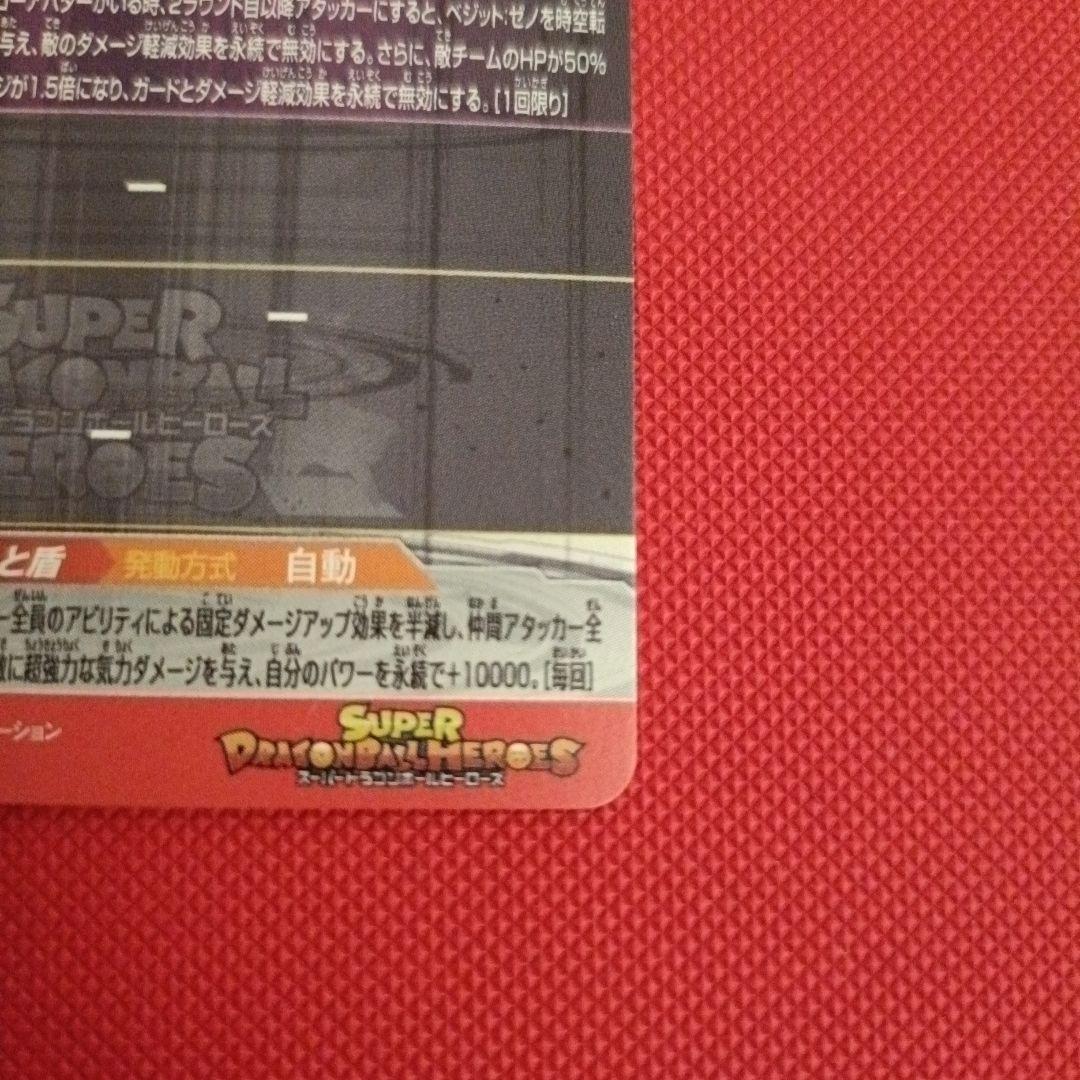 ーアバターがいる時、2ラウンド目以降アタッカーにすると、ベジット:ゼノを時空転
与え、敵のダメージ軽減効果を永続で無効にする。さらに、敵チームのHPが50%
ジが1.5倍になり、ガードとダメージ軽減効果を永続で無効にする。[1回限り]
SUPER
DRAGONBALL
ドラゴンボールヒーローズ
HEROES
と盾 発動方式 自動
ー全員のアビリティによる固定ダメージアップ効果を半減し、仲間アタッカー全
敵に超強力な気力ダメージを与え、自分のパワーを永続で+10000。[毎回]
ーション
SUPER
DRAGONBALL HEROES
スーパードラゴンボールヒーローズ